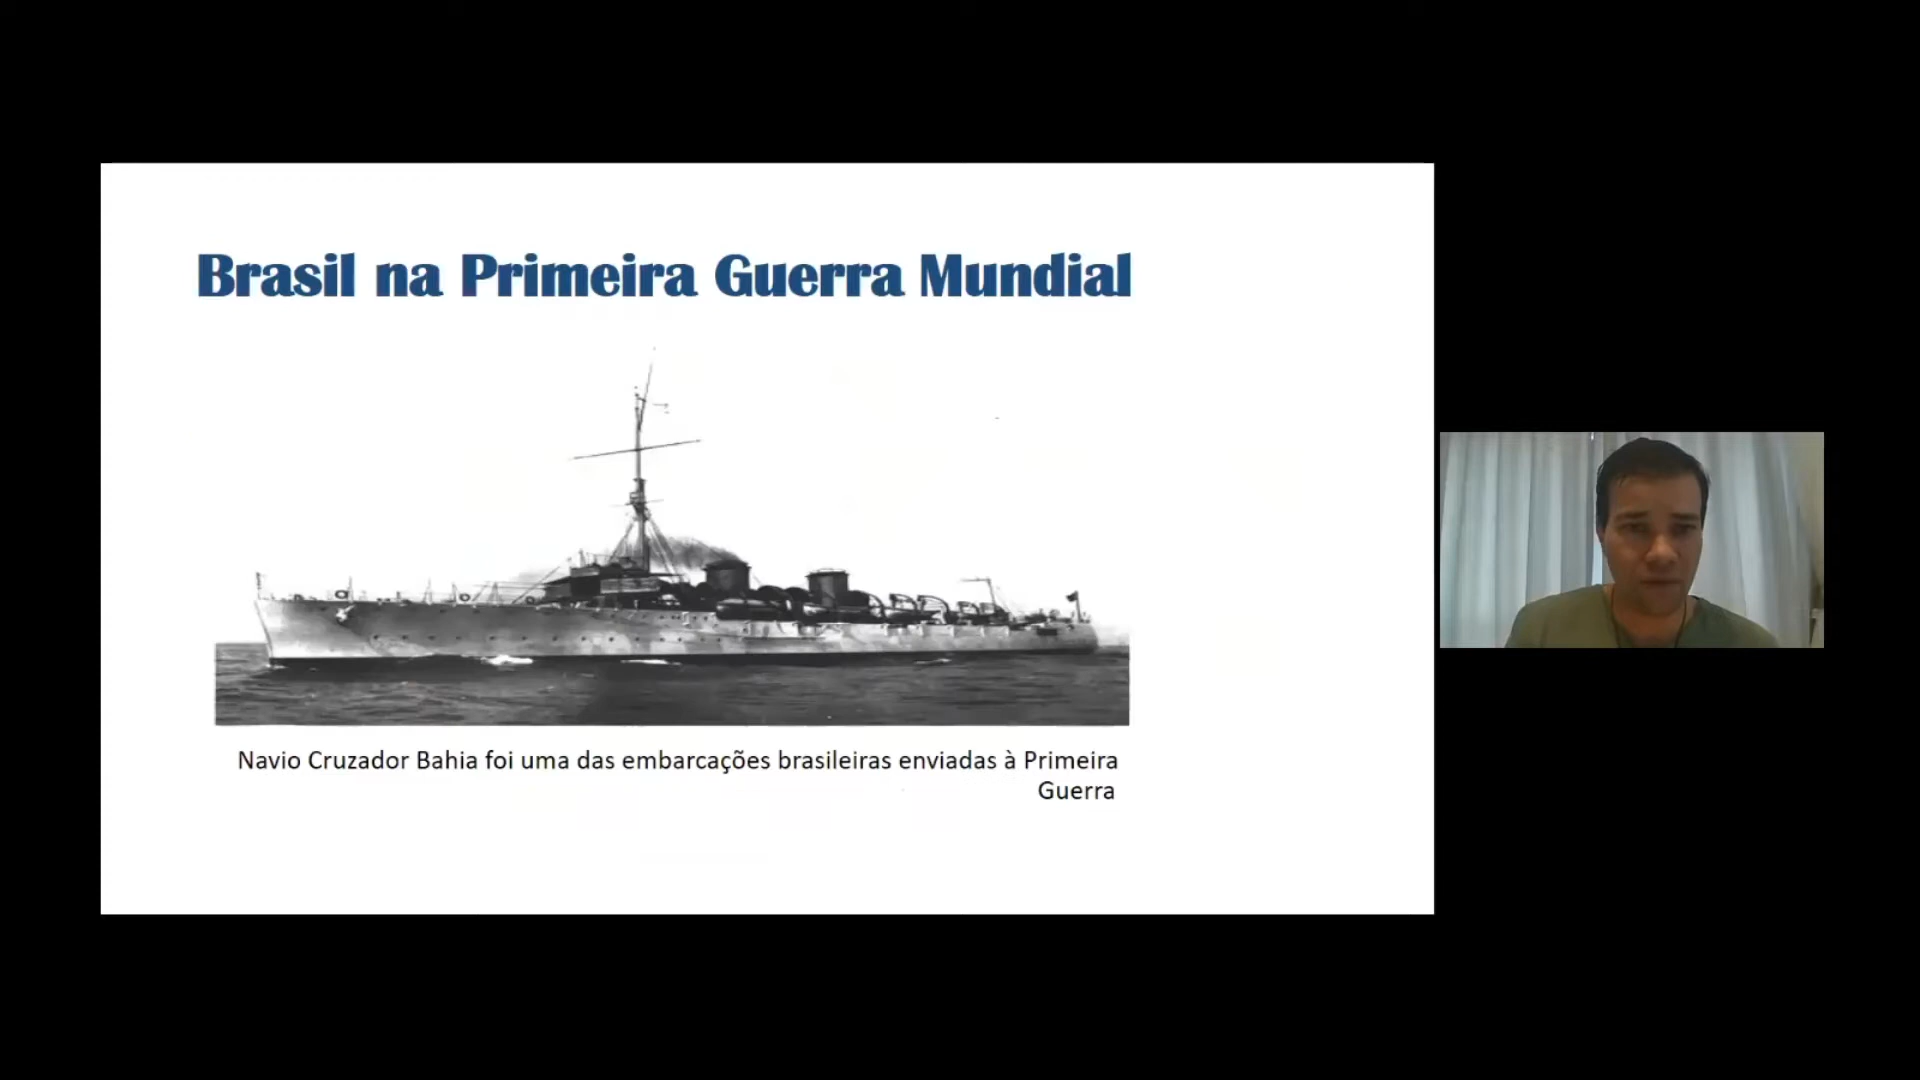 Brasil na Primeira Guerra Mundial
Navio Cruzador Bahia foi uma das embarcações brasileiras enviadas à Primeira
Guerra